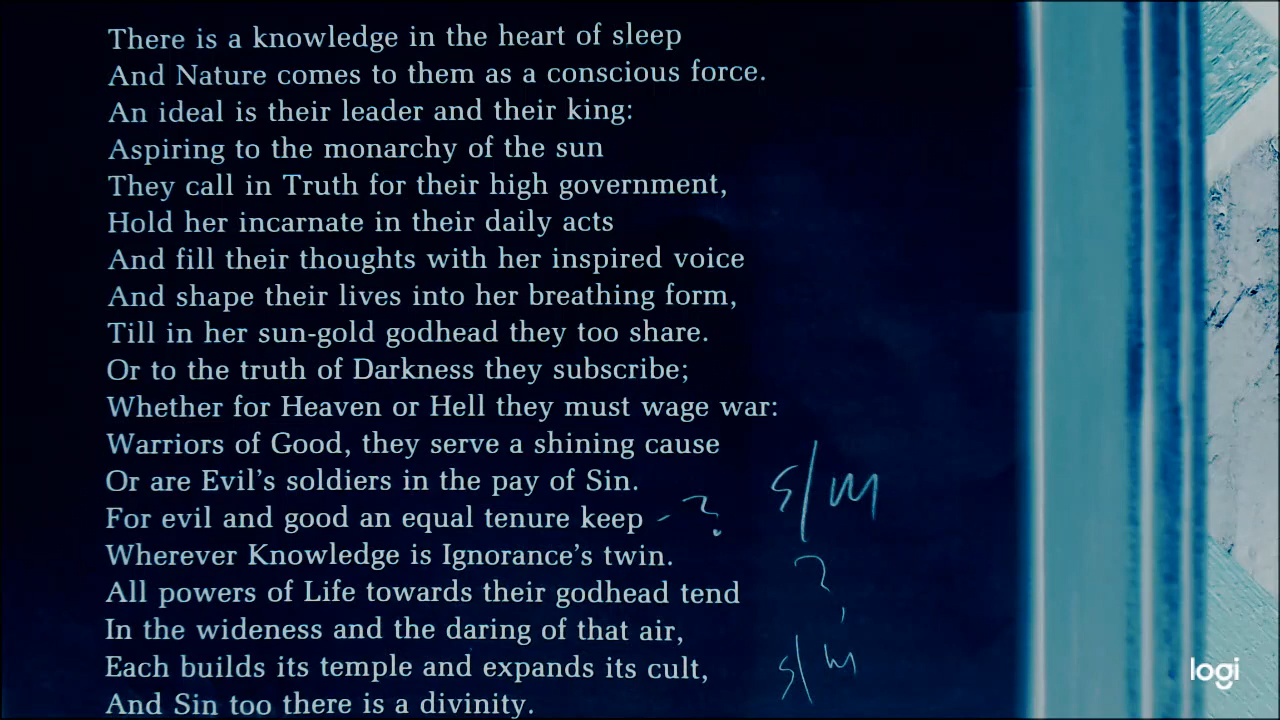 There is a knowledge in the heart of sleep
And Nature comes to them as a conscious force.
An ideal is their leader and their king:
Aspiring to the monarchy of the sun
They call in Truth for their high government,
Hold her incarnate in their daily acts
And fill their thoughts with her inspired voice
And shape their lives into her breathing form,
Till in her sun-gold godhead they too share.
Or to the truth of Darkness they subscribe;
Whether for Heaven or Hell they must wage war:
Warriors of Good, they serve a shining cause
Or are Evil's soldiers in the pay of Sin.
s/m
For evil and good an equal tenure keep - ?
Wherever Knowledge is Ignorance's twin.
?
All powers of Life towards their godhead tend
In the wideness and the daring of that air,
Each builds its temple and expands its cult,
s/m
And Sin too there is a divinity.
logi